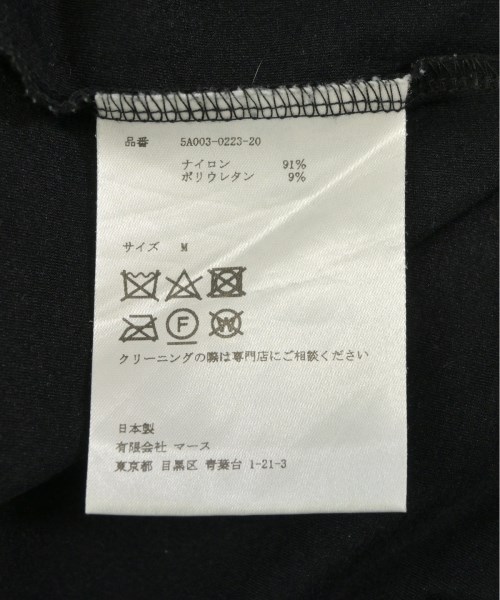 品番 5A003-0223-20
ナイロン 91%
ポリウレタン 9%
サイズ M
F W
クリーニングの際は専門店にご相談ください
日本製
有限会社 マース
東京都 目黒区 青葉台 1-21-3